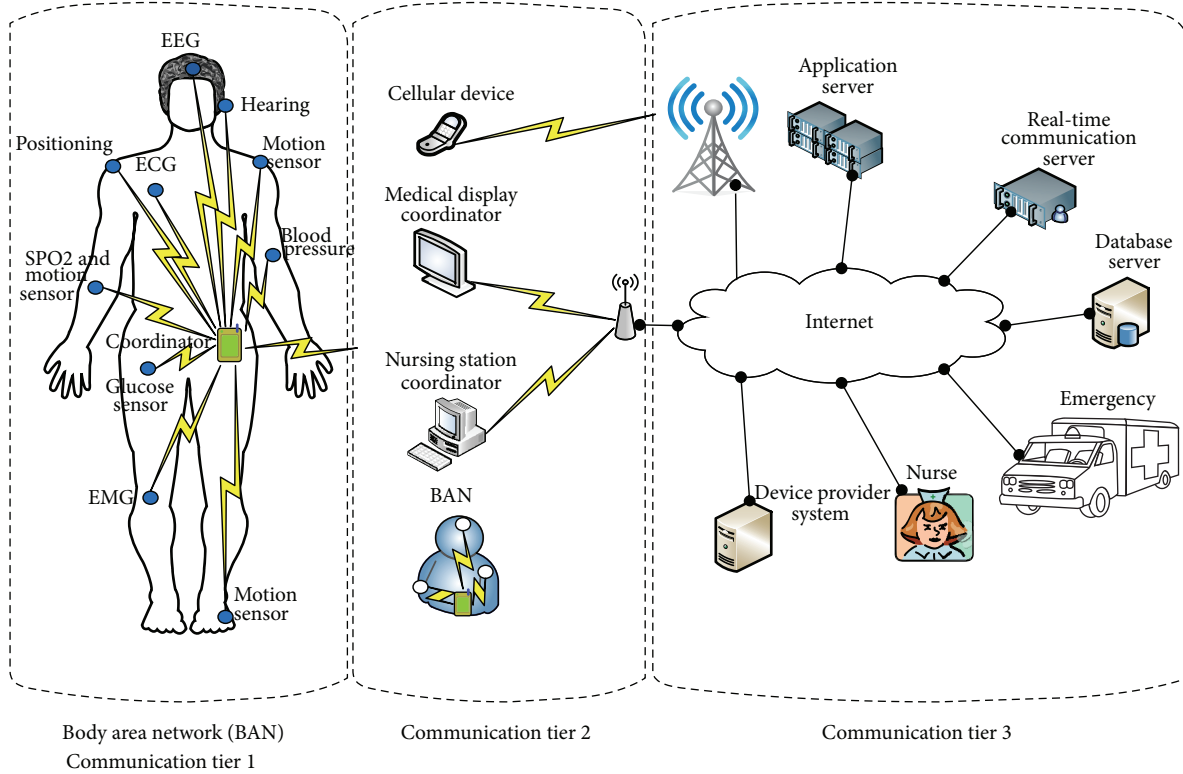 EEG
Hearing
Positioning
ECG
Motion
sensor
SPO2 and
motion
sensor
Blood
pressure
Coordinator
Glucose
sensor
EMG
Motion
sensor
Body area network (BAN)
Communication tier 1
Cellular device
Medical display
coordinator
Nursing station
coordinator
BAN
Communication tier 2
Application
server
Real-time
communication
server
Database
server
Internet
Emergency
Nurse
Device provider
system
Communication tier 3